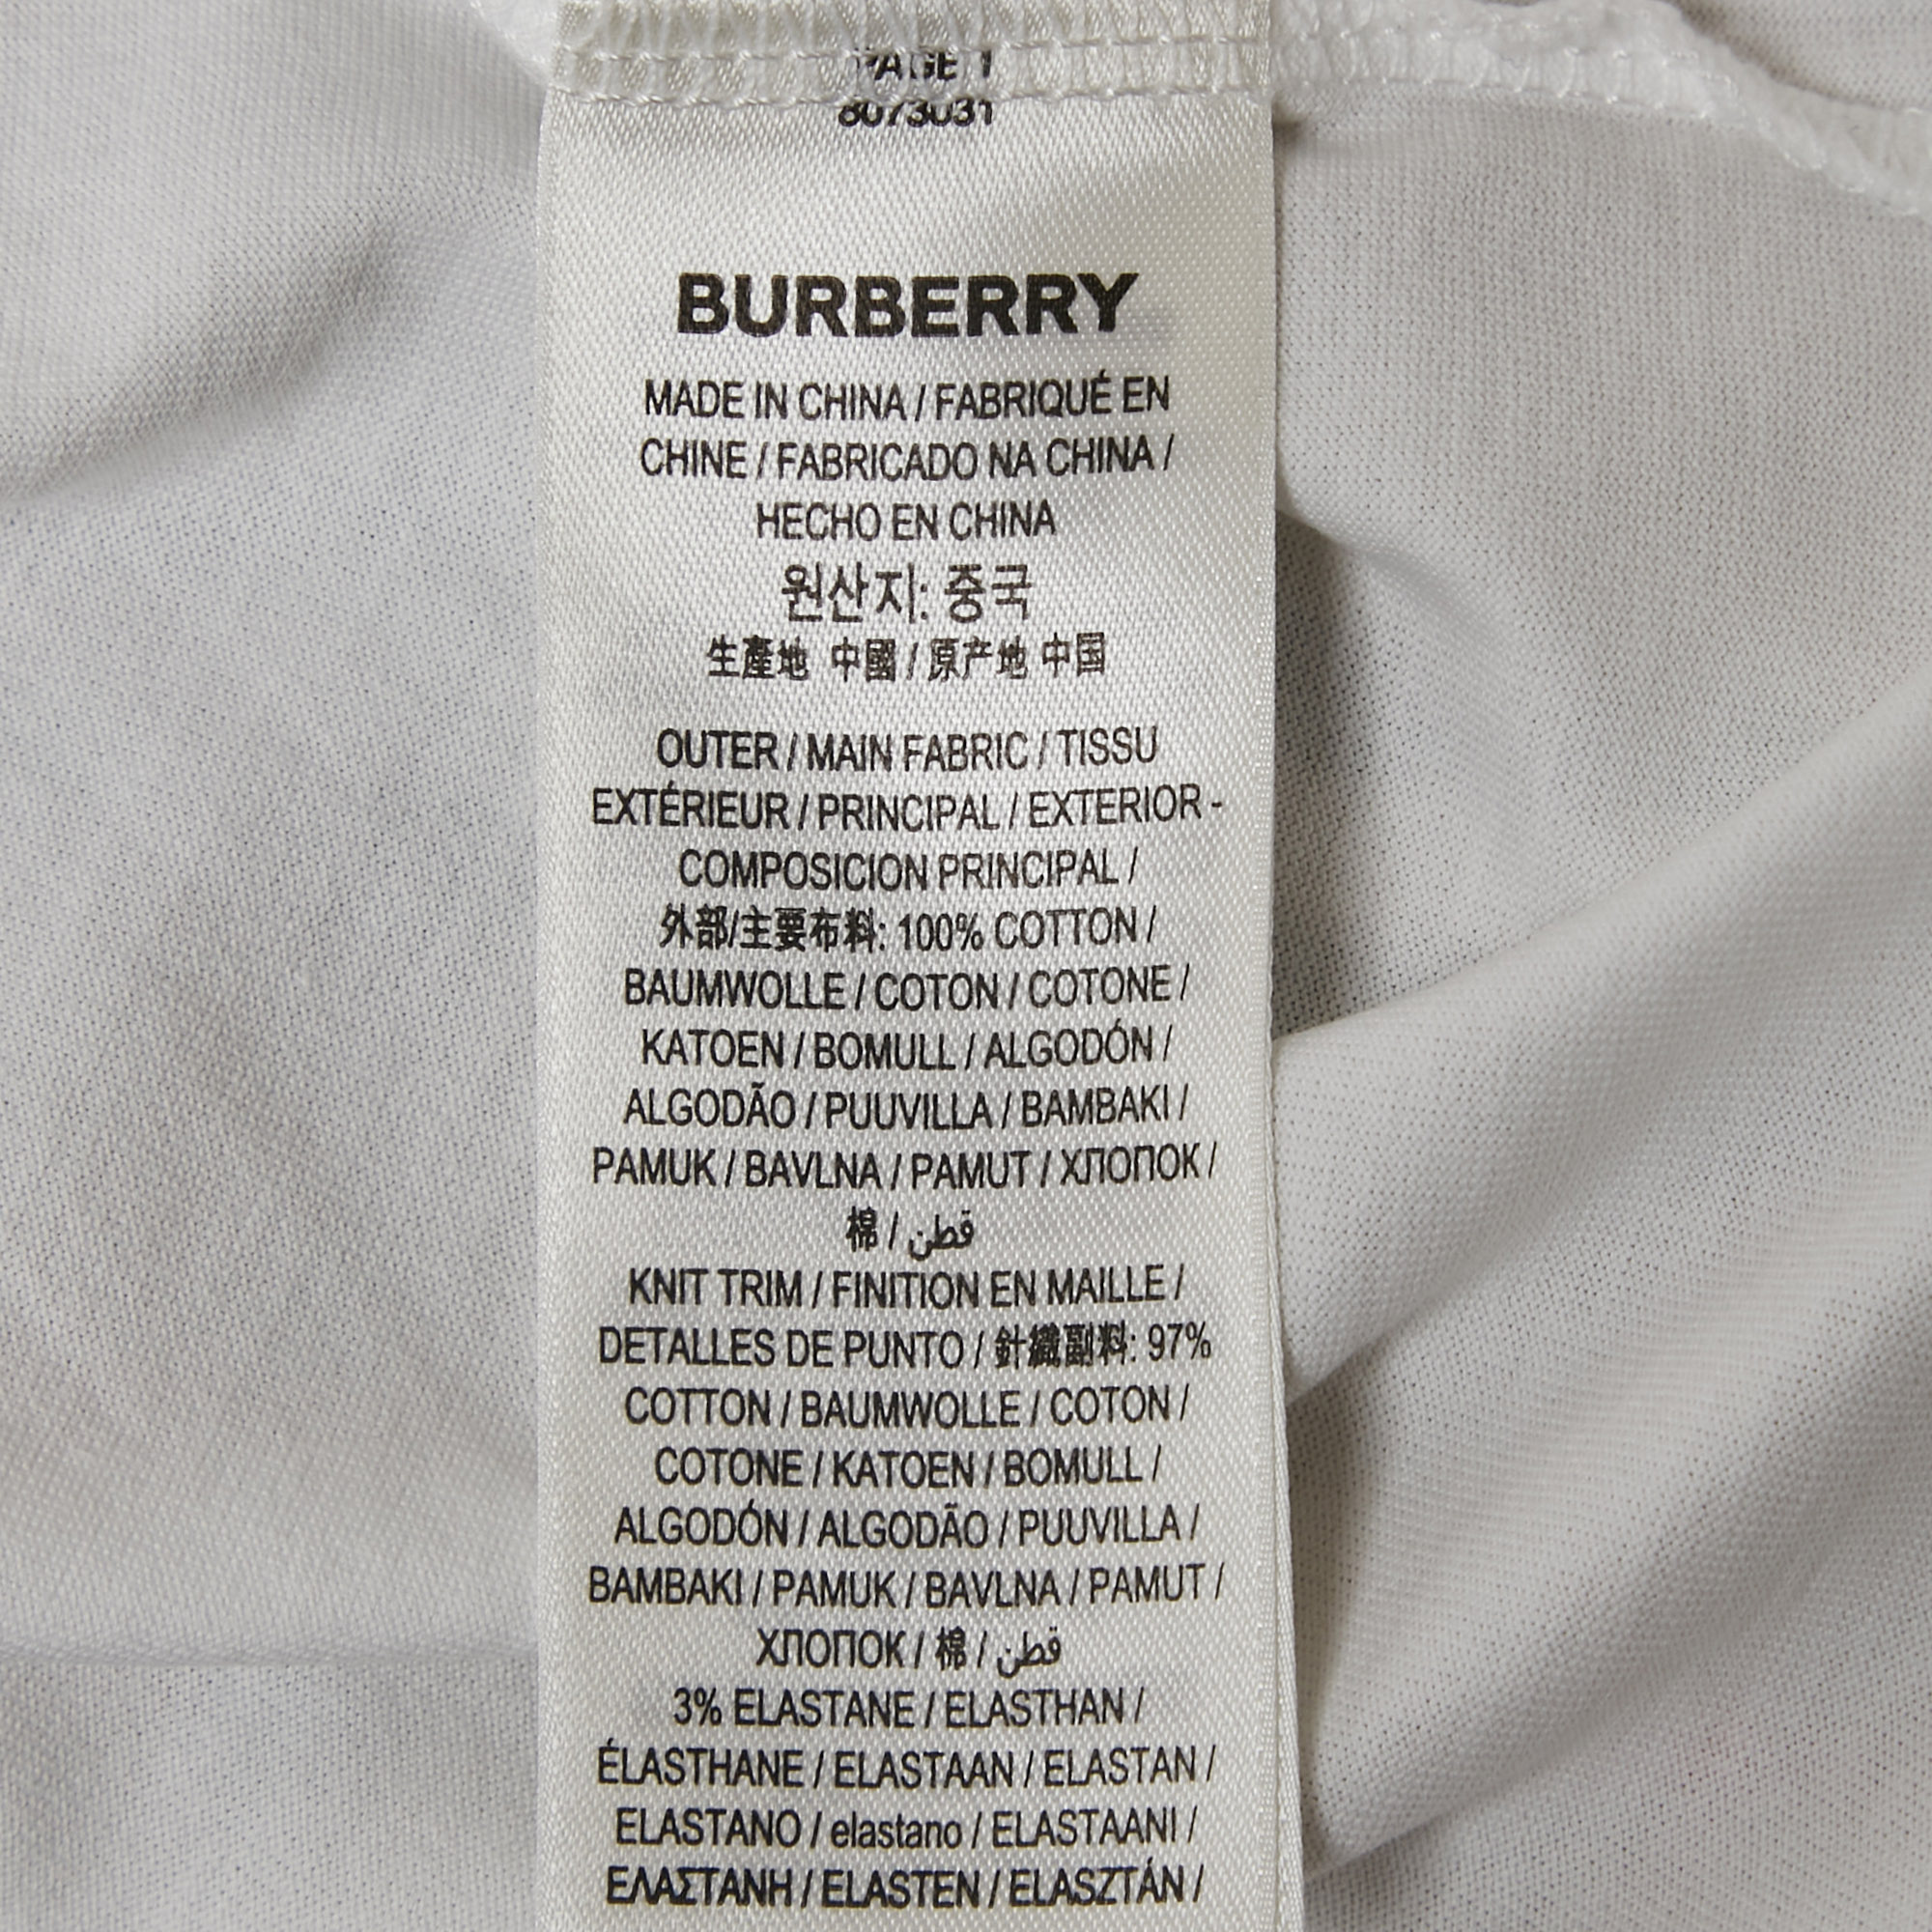 PAGE 1
8073031
BURBERRY
MADE IN CHINA / FABRIQUÉ EN
CHINE / FABRICADO NA CHINA /
HECHO EN CHINA
원산지: 중국
生產地 中國 / 原产地 中国
OUTER / MAIN FABRIC / TISSU
EXTÉRIEUR / PRINCIPAL / EXTERIOR -
COMPOSICION PRINCIPAL /
外部/主要布料: 100% COTTON /
BAUMWOLLE / COTON / COTONE /
KATOEN / BOMULL / ALGODÓN /
ALGODÃO / PUUVILLA / BAMBAKI /
PAMUK / BAVLNA / PAMUT / ХЛОПОК /
棉 / قطن
KNIT TRIM / FINITION EN MAILLE /
DETALLES DE PUNTO / 針織副料: 97%
COTTON / BAUMWOLLE / COTON /
COTONE / KATOEN / BOMULL /
ALGODÓN / ALGODÃO / PUUVILLA /
BAMBAKI / PAMUK / BAVLNA / PAMUT /
ХЛОПОК / 棉 / قطن
3% ELASTANE / ELASTHAN /
ÉLASTHANE / ELASTAAN / ELASTAN /
ELASTANO / elastano / ELASTAANI /
ΕΛΑΣΤΑΝΗ / ELASTEN / ELASZTÁN /